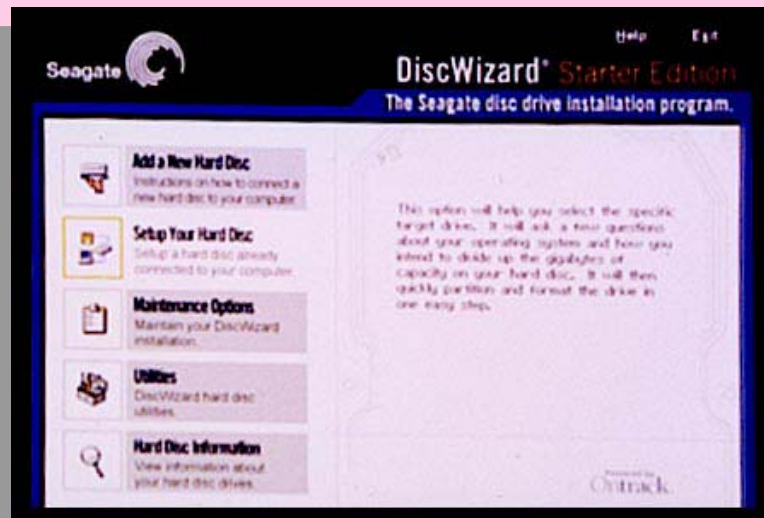 Help Exit
Seagate
DiscWizard® Starter Edition
The Seagate disc drive installation program.
Add a New Hard Disc
Instructions on how to connect a
new hard disc to your computer.
Setup Your Hard Disc
Setup a hard disc already
connected to your computer.
Maintenance Options
Maintain your DiscWizard
installation.
Utilities
DiscWizard hard disc
utilities.
Hard Disc Information
View information about
your hard disc drives.
This option will help you select the specific
target drive. It will ask a few questions
about your operating system and how you
intend to divide up the gigabytes of
capacity on your hard disc. It will then
quickly partition and format the drive in
one easy step.
Powered by
Ontrack